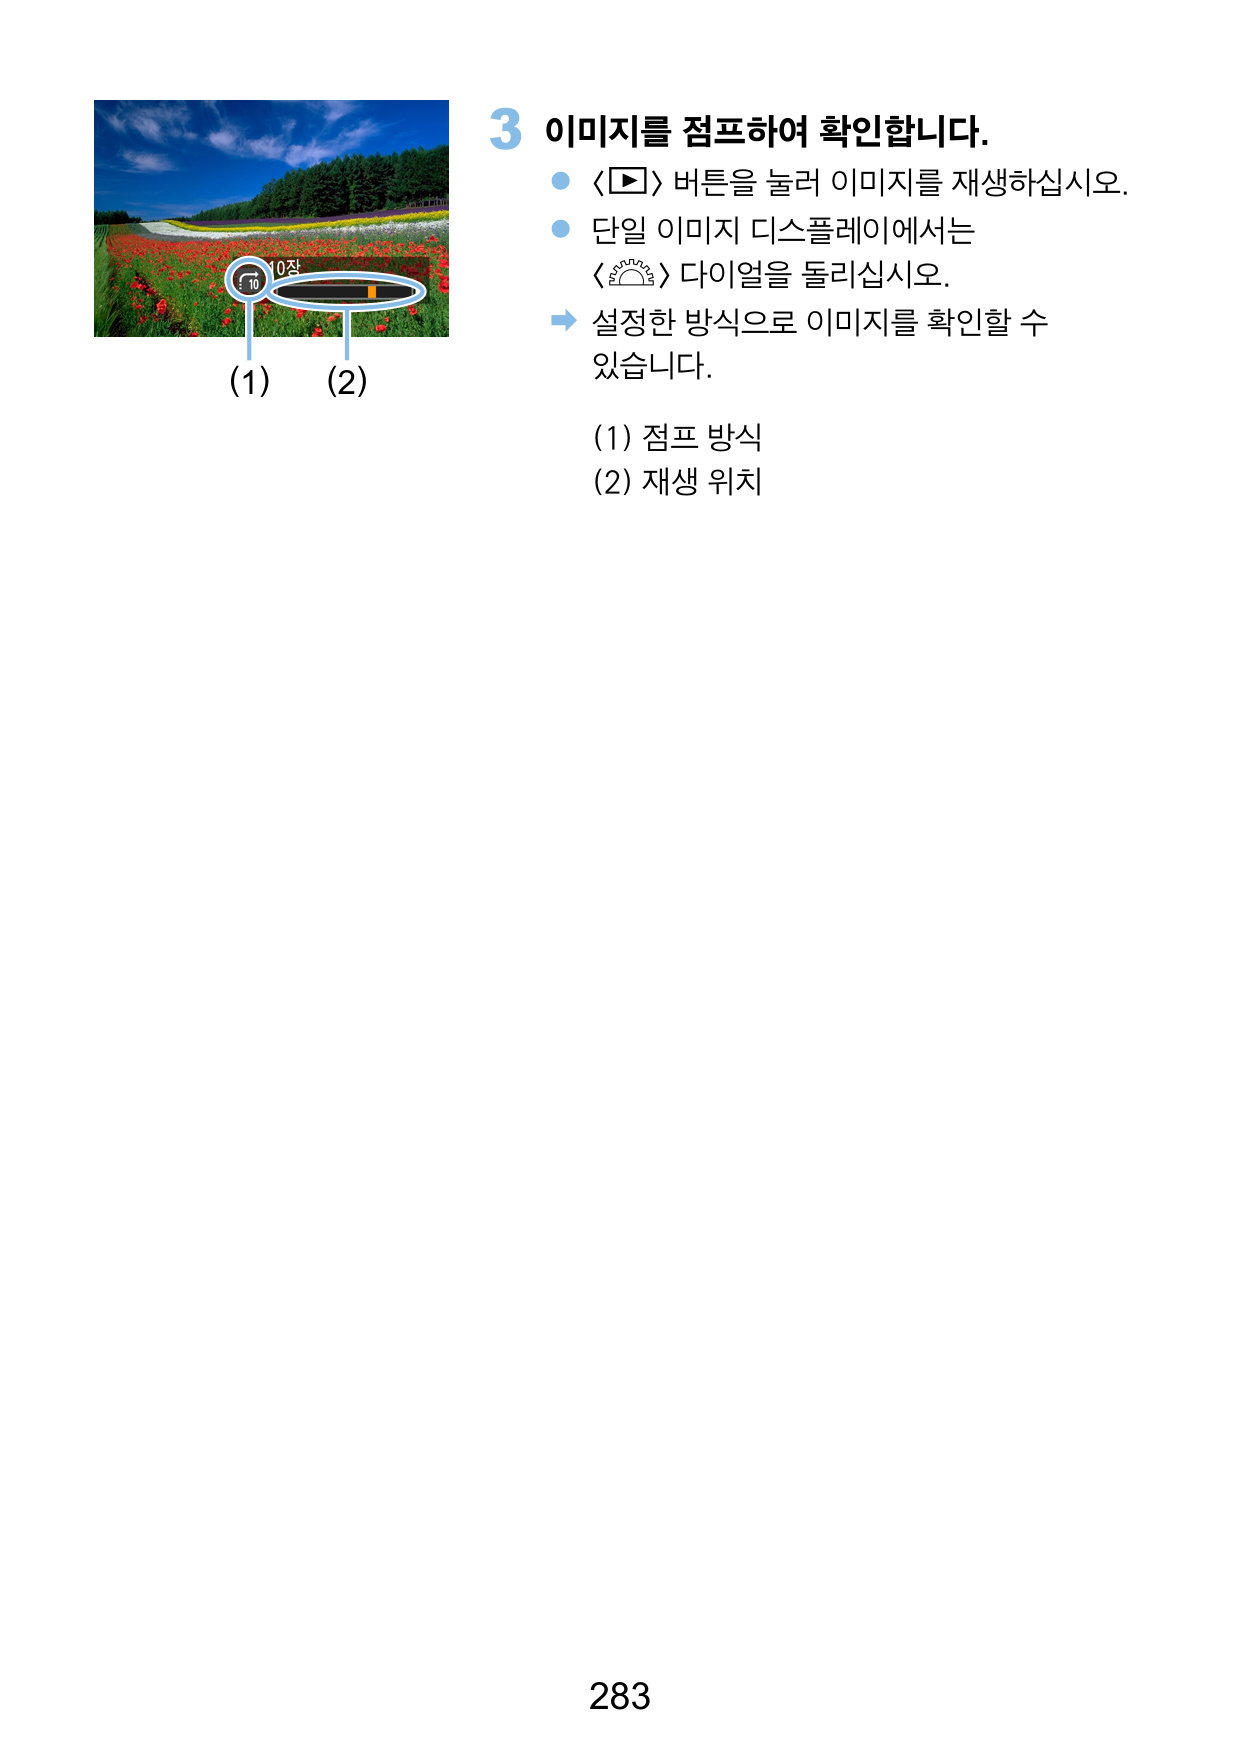 3 이미지를 점프하여 확인합니다.
● 〈▶〉 버튼을 눌러 이미지를 재생하십시오.
● 단일 이미지 디스플레이에서는
〈〉 다이얼을 돌리십시오.
➡ 설정한 방식으로 이미지를 확인할 수
있습니다.
10장
10
(1) (2)
(1) 점프 방식
(2) 재생 위치
283